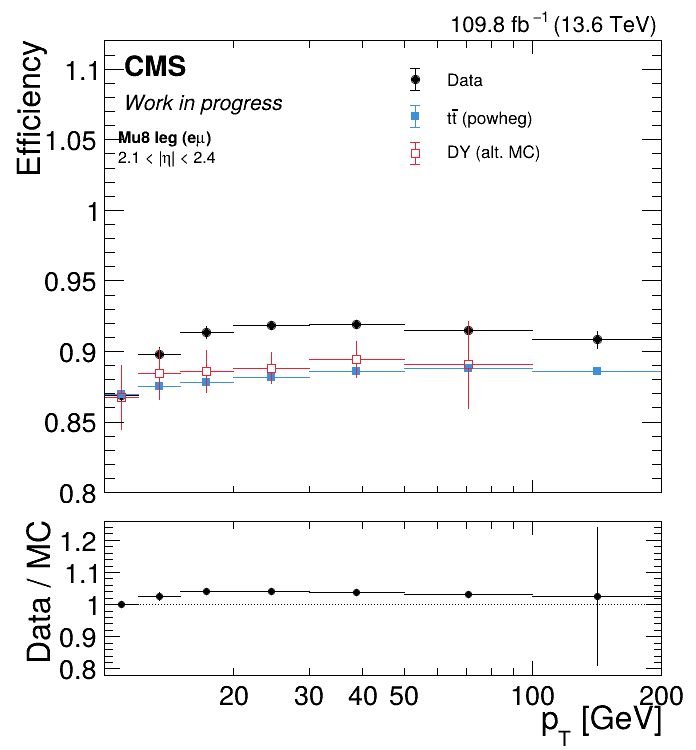 109.8 fb⁻¹ (13.6 TeV)
Efficiency
CMS
Work in progress
Mu8 leg (eμ)
2.1 < |η| < 2.4
Data
tt̄ (powheg)
DY (alt. MC)
1.1
1.05
1
0.95
0.9
0.85
0.8
Data / MC
1.2
1.1
1
0.9
0.8
20 30 40 50 100 200
p_T [GeV]